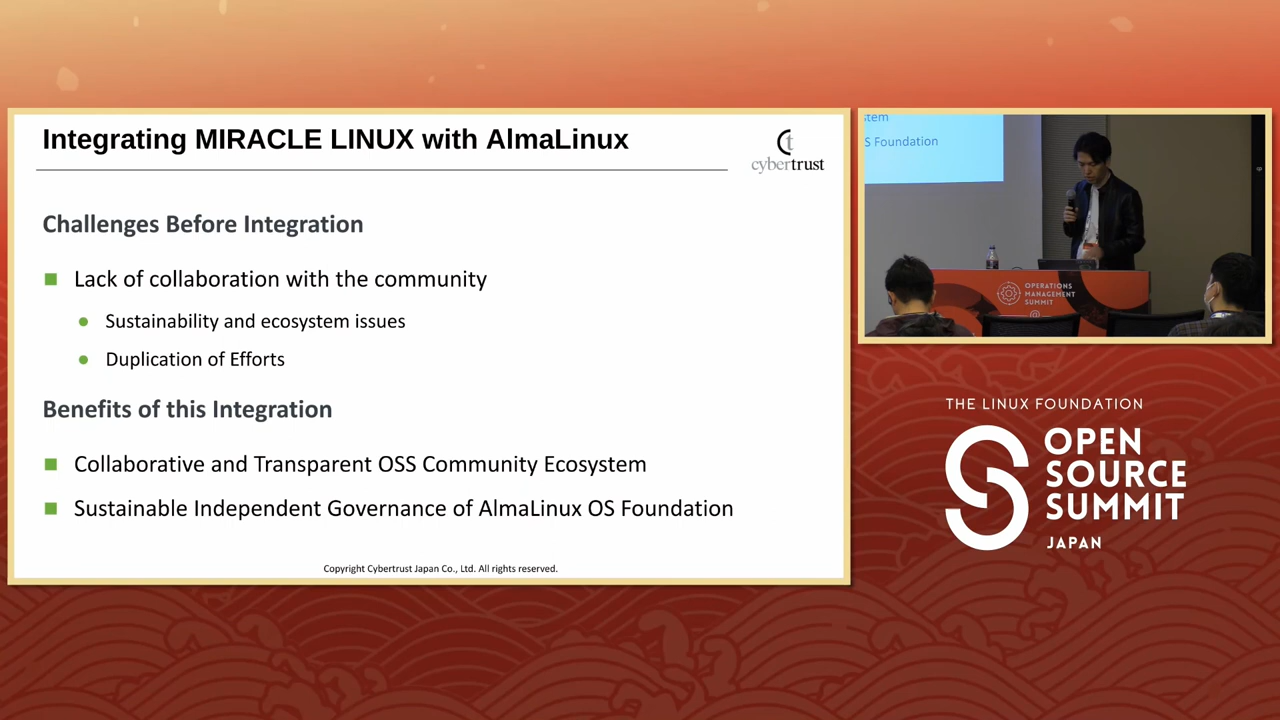 Integrating MIRACLE LINUX with AlmaLinux
cybertrust
Challenges Before Integration
Lack of collaboration with the community
Sustainability and ecosystem issues
Duplication of Efforts
Benefits of this Integration
Collaborative and Transparent OSS Community Ecosystem
Sustainable Independent Governance of AlmaLinux OS Foundation
Copyright Cybertrust Japan Co., Ltd. All rights reserved.
stem
S Foundation
OPERATIONS
MANAGEMENT
SUMMIT
THE LINUX FOUNDATION
OPEN
SOURCE
SUMMIT
JAPAN